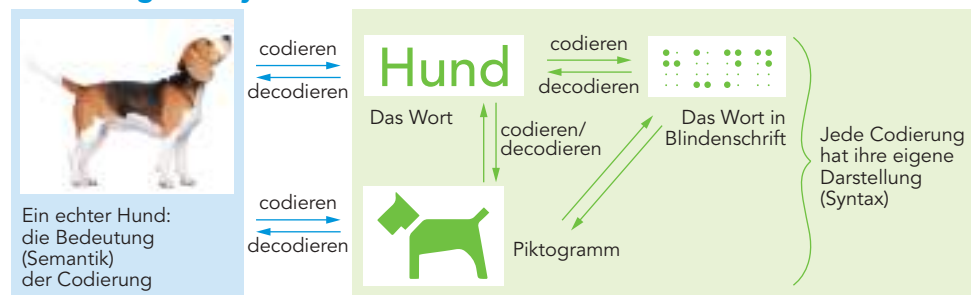 codieren
decodieren
Hund
codieren
decodieren
Das Wort
Das Wort in
Blindenschrift
codieren/
decodieren
Jede Codierung
hat ihre eigene
Darstellung
(Syntax)
Ein echter Hund:
die Bedeutung
(Semantik)
der Codierung
codieren
decodieren
Piktogramm